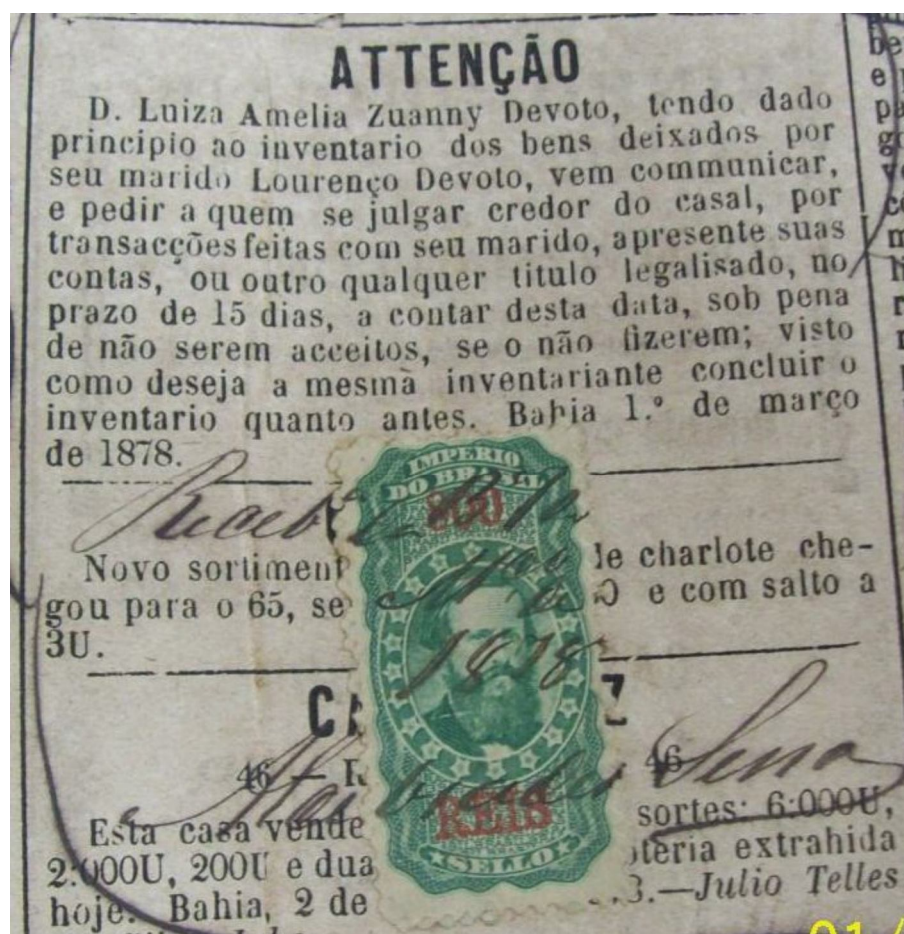 ATTENÇÃO
D. Luiza Amelia Zuanny Devoto, tendo dado
principio ao inventario dos bens deixados por
seu marido Lourenço Devoto, vem communicar,
e pedir a quem se julgar credor do casal, por
transacções feitas com seu marido, apresente suas
contas, ou outro qualquer titulo legalisado, no
prazo de 15 dias, a contar desta data, sob pena
de não serem acceitos, se o não fizerem; visto
como deseja a mesma inventariante concluir o
inventario quanto antes. Bahia 1.º de março
de 1878.
IMPERIO
DO BRASIL
800
Novo sortiment le charlote che-
gou para o 65, se e com salto a
3U.
1878
46 — 46
Sena
Esta casa vende sortes: 6:000U,
REIS
2:000U, 200U e dua teria extrahida
SELLO
hoje. Bahia, 2 de —Julio Telles